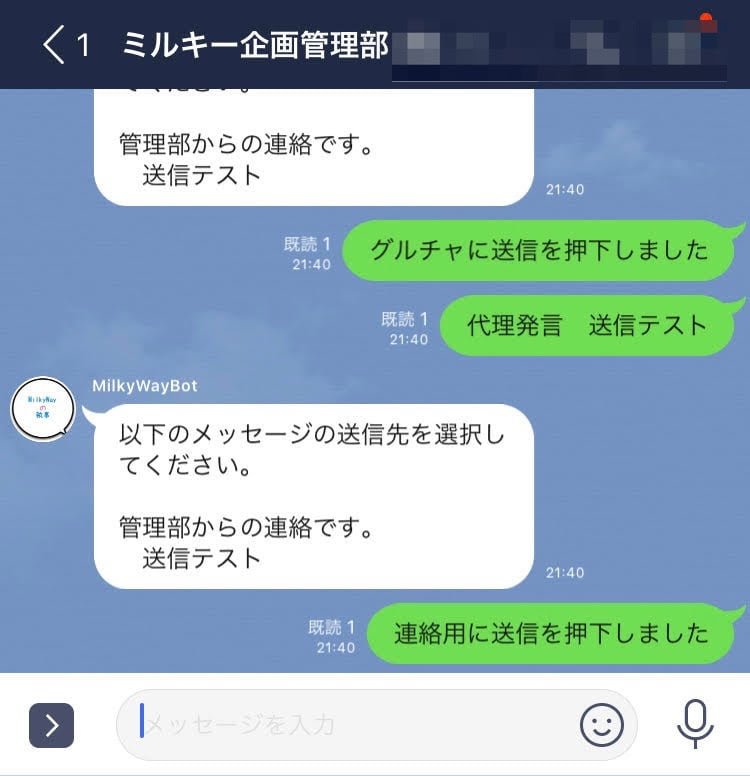 1 ミルキー企画管理部
管理部からの連絡です。
送信テスト
21:40
グルチャに送信を押下しました
既読 1
21:40
代理発言　送信テスト
既読 1
21:40
MilkyWayBot
MilkyWay
の
執事
以下のメッセージの送信先を選択し
てください。
管理部からの連絡です。
送信テスト
21:40
連絡用に送信を押下しました
既読 1
21:40
メッセージを入力